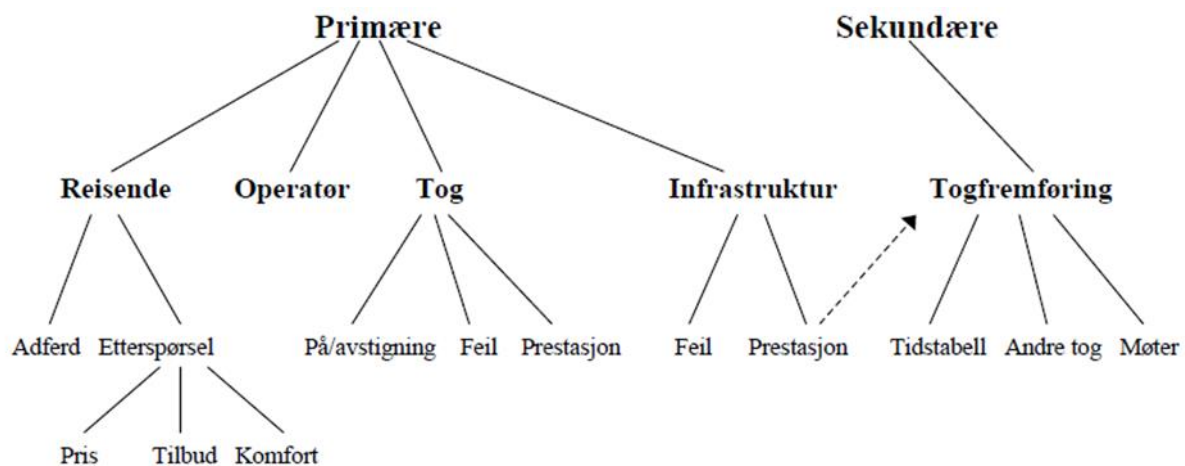 Primære Sekundære
Reisende Operatør Tog Infrastruktur Togfremføring
Adferd Etterspørsel På/avstigning Feil Prestasjon Feil Prestasjon Tidstabell Andre tog Møter
Pris Tilbud Komfort